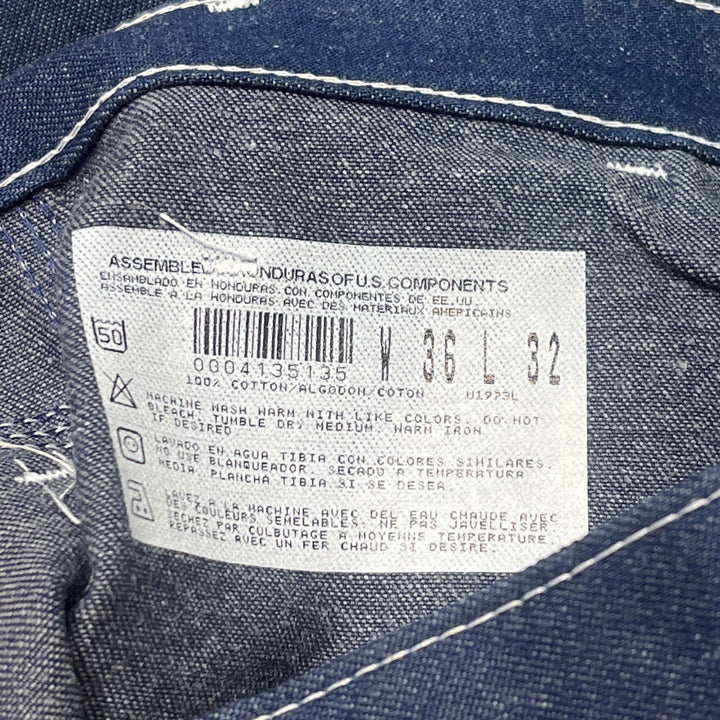 ASSEMBLED HONDURAS OF U.S. COMPONENTS
ENSAMBLADO EN HONDURAS CON COMPONENTES DE EE.UU.
ASSEMBLE A LA HONDURAS AVEC DES MATERIAUX AMERICAINS
50
0004135135 W 36 L 32
100% COTTON/ALGODON/COTON
MACHINE WASH WARM WITH LIKE COLORS. DO NOT
BLEACH. TUMBLE DRY MEDIUM. WARM IRON
IF DESIRED
LAVADO EN AGUA TIBIA CON COLORES SIMILARES.
NO USE BLANQUEADOR. SECADO A TEMPERATURA
MEDIA. PLANCHA TIBIA SI SE DESEA
LAVEZ A LA MACHINE AVEC DEL EAU CHAUDE AVEC
DES COULEURS SEMELABLES. NE PAS JAVELLISER
SECHEZ PAR CULBUTAGE A MOYENNE TEMPERATURE.
REPASSEZ AVEC UN FER CHAUD SI DESIRE.